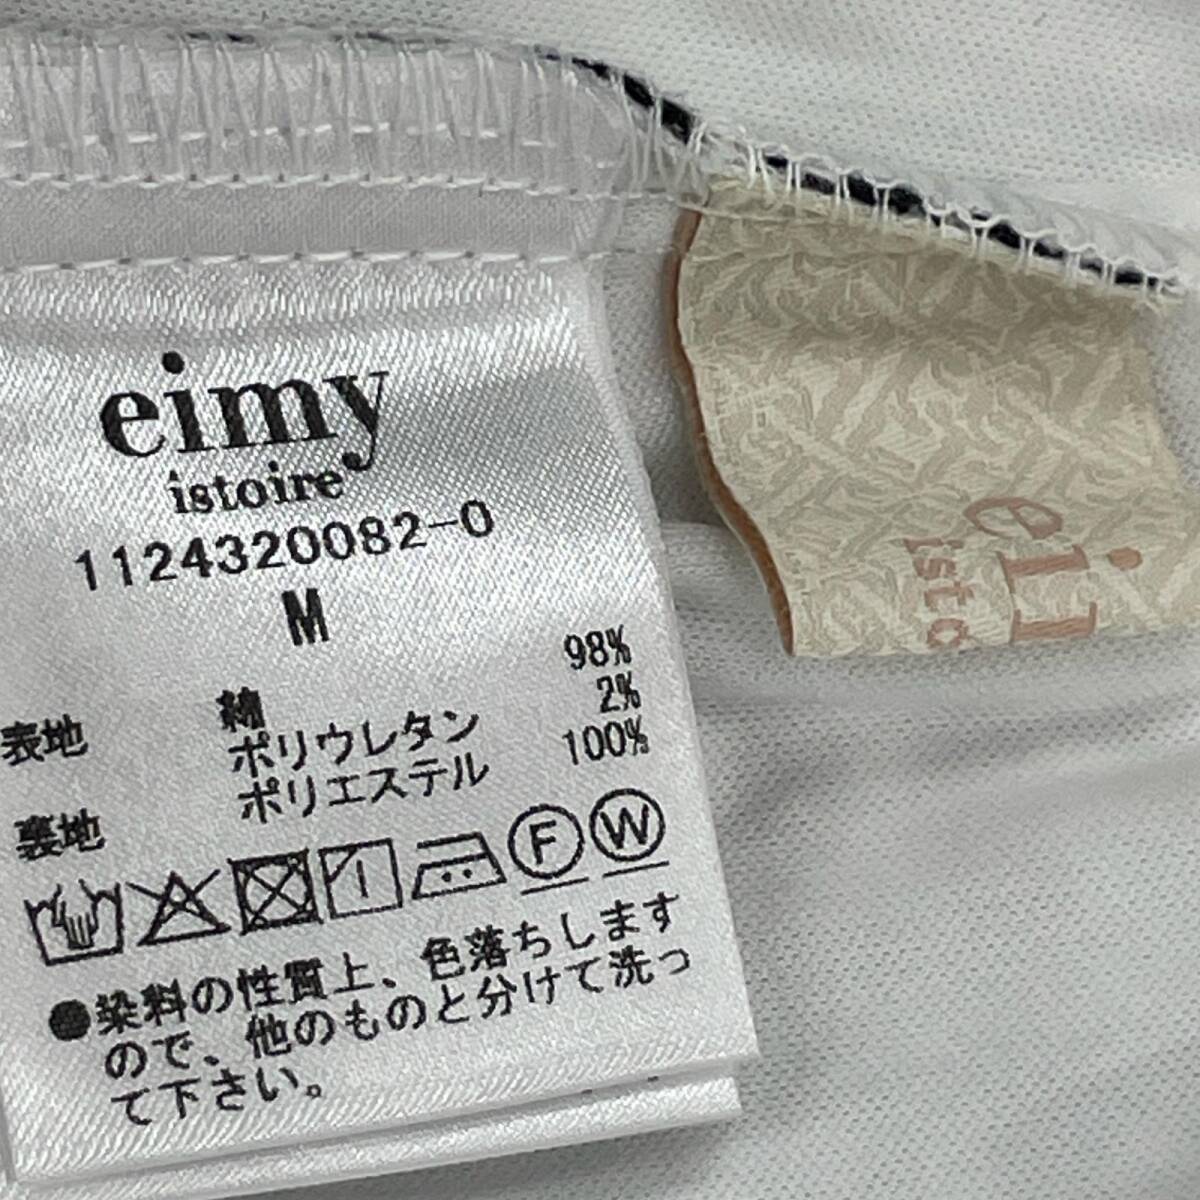 eimy
istoire
1124320082-0
M
表地 綿 98%
ポリウレタン 2%
裏地 ポリエステル 100%
F W
●染料の性質上、色落ちします
ので、他のものと分けて洗っ
て下さい。
ei
isto